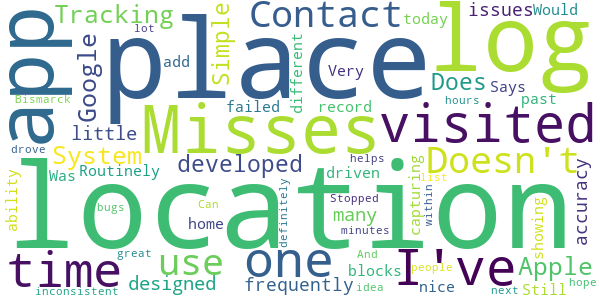 app
Tracking
Google
place
Contact
Simple
today
log
issues
Would
lot
add
different
Very
Does
Says
past
Bismarck
failed
record
hours
drove
little
Misses
visited
System
developed
helps
Doesn't
accuracy
ability
Was
Routinely
driven
capturing
list
within
location
bugs
Can
home
definitely
Stopped
many
minutes
blocks
showing
time
great
use
one
And
idea
I've
people
Apple
designed
frequently
nice
next
Still
hope
inconsistent